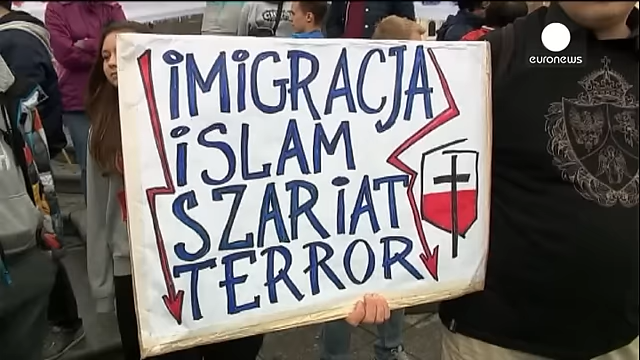 euronews
iMIGRACJA
iSLAM
SZARiAT
TERROR